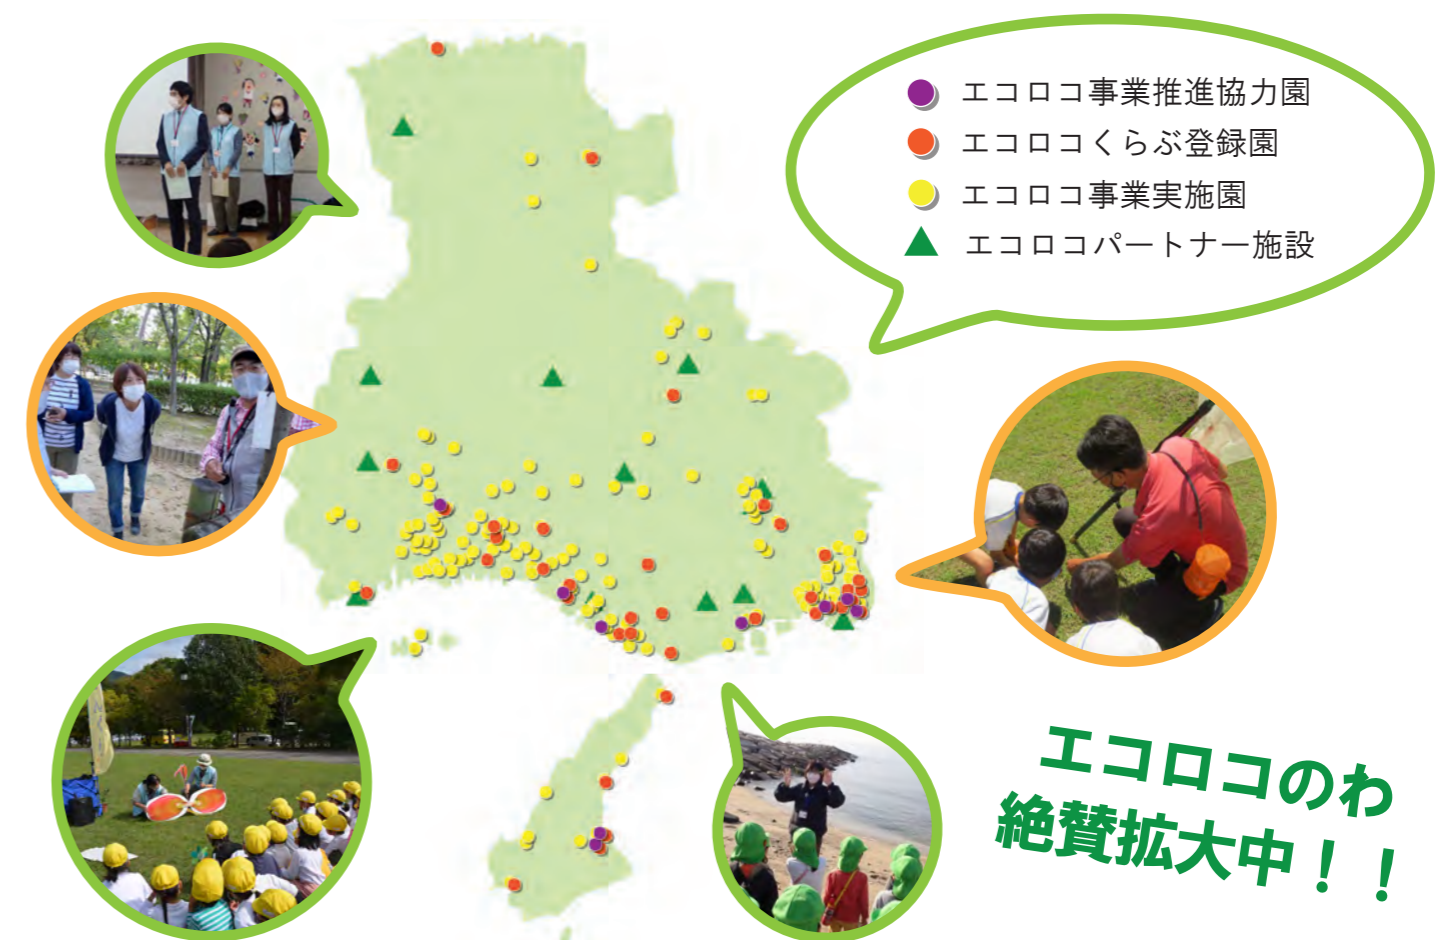 エコロコ事業推進協力園
エコロコくらぶ登録園
エコロコ事業実施園
エコロコパートナー施設
エコロコのわ
絶賛拡大中！！